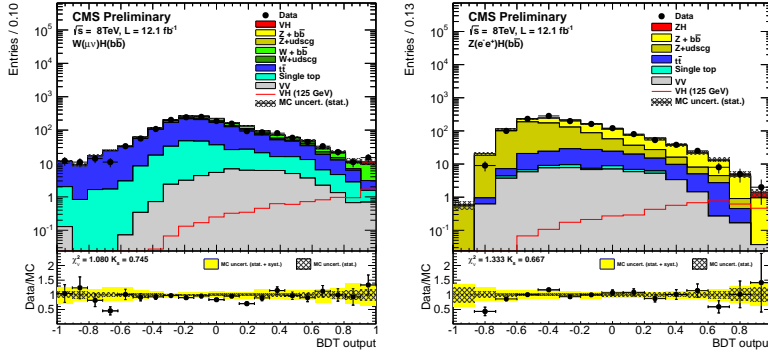 Entries / 0.10
CMS Preliminary
√s = 8TeV, L = 12.1 fb⁻¹
W(μν)H(bb̄)
Data
VH
Z + bb̄
Z+udscg
W + bb̄
W+udscg
tt̄
Single top
VV
VH (125 GeV)
MC uncert. (stat.)
10⁵
10⁴
10³
10²
10
1
10⁻¹
χ²ᵥ = 1.080 Kₛ = 0.745
MC uncert. (stat. + syst.)
MC uncert. (stat.)
Data/MC
2
1.5
1
0.5
-1 -0.8 -0.6 -0.4 -0.2 0 0.2 0.4 0.6 0.8 1
BDT output
Entries / 0.13
CMS Preliminary
√s = 8TeV, L = 12.1 fb⁻¹
Z(e⁻e⁺)H(bb̄)
Data
ZH
Z + bb̄
Z+udscg
tt̄
Single top
VV
VH (125 GeV)
MC uncert. (stat.)
10⁵
10⁴
10³
10²
10
1
10⁻¹
χ²ᵥ = 1.333 Kₛ = 0.667
MC uncert. (stat. + syst.)
MC uncert. (stat.)
Data/MC
2
1.5
1
0.5
-1 -0.8 -0.6 -0.4 -0.2 0 0.2 0.4 0.6 0.8 1
BDT output